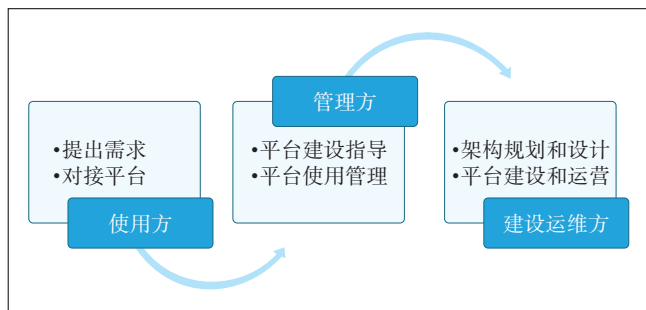 •提出需求
•对接平台
使用方
管理方
•平台建设指导
•平台使用管理
•架构规划和设计
•平台建设和运营
建设运维方